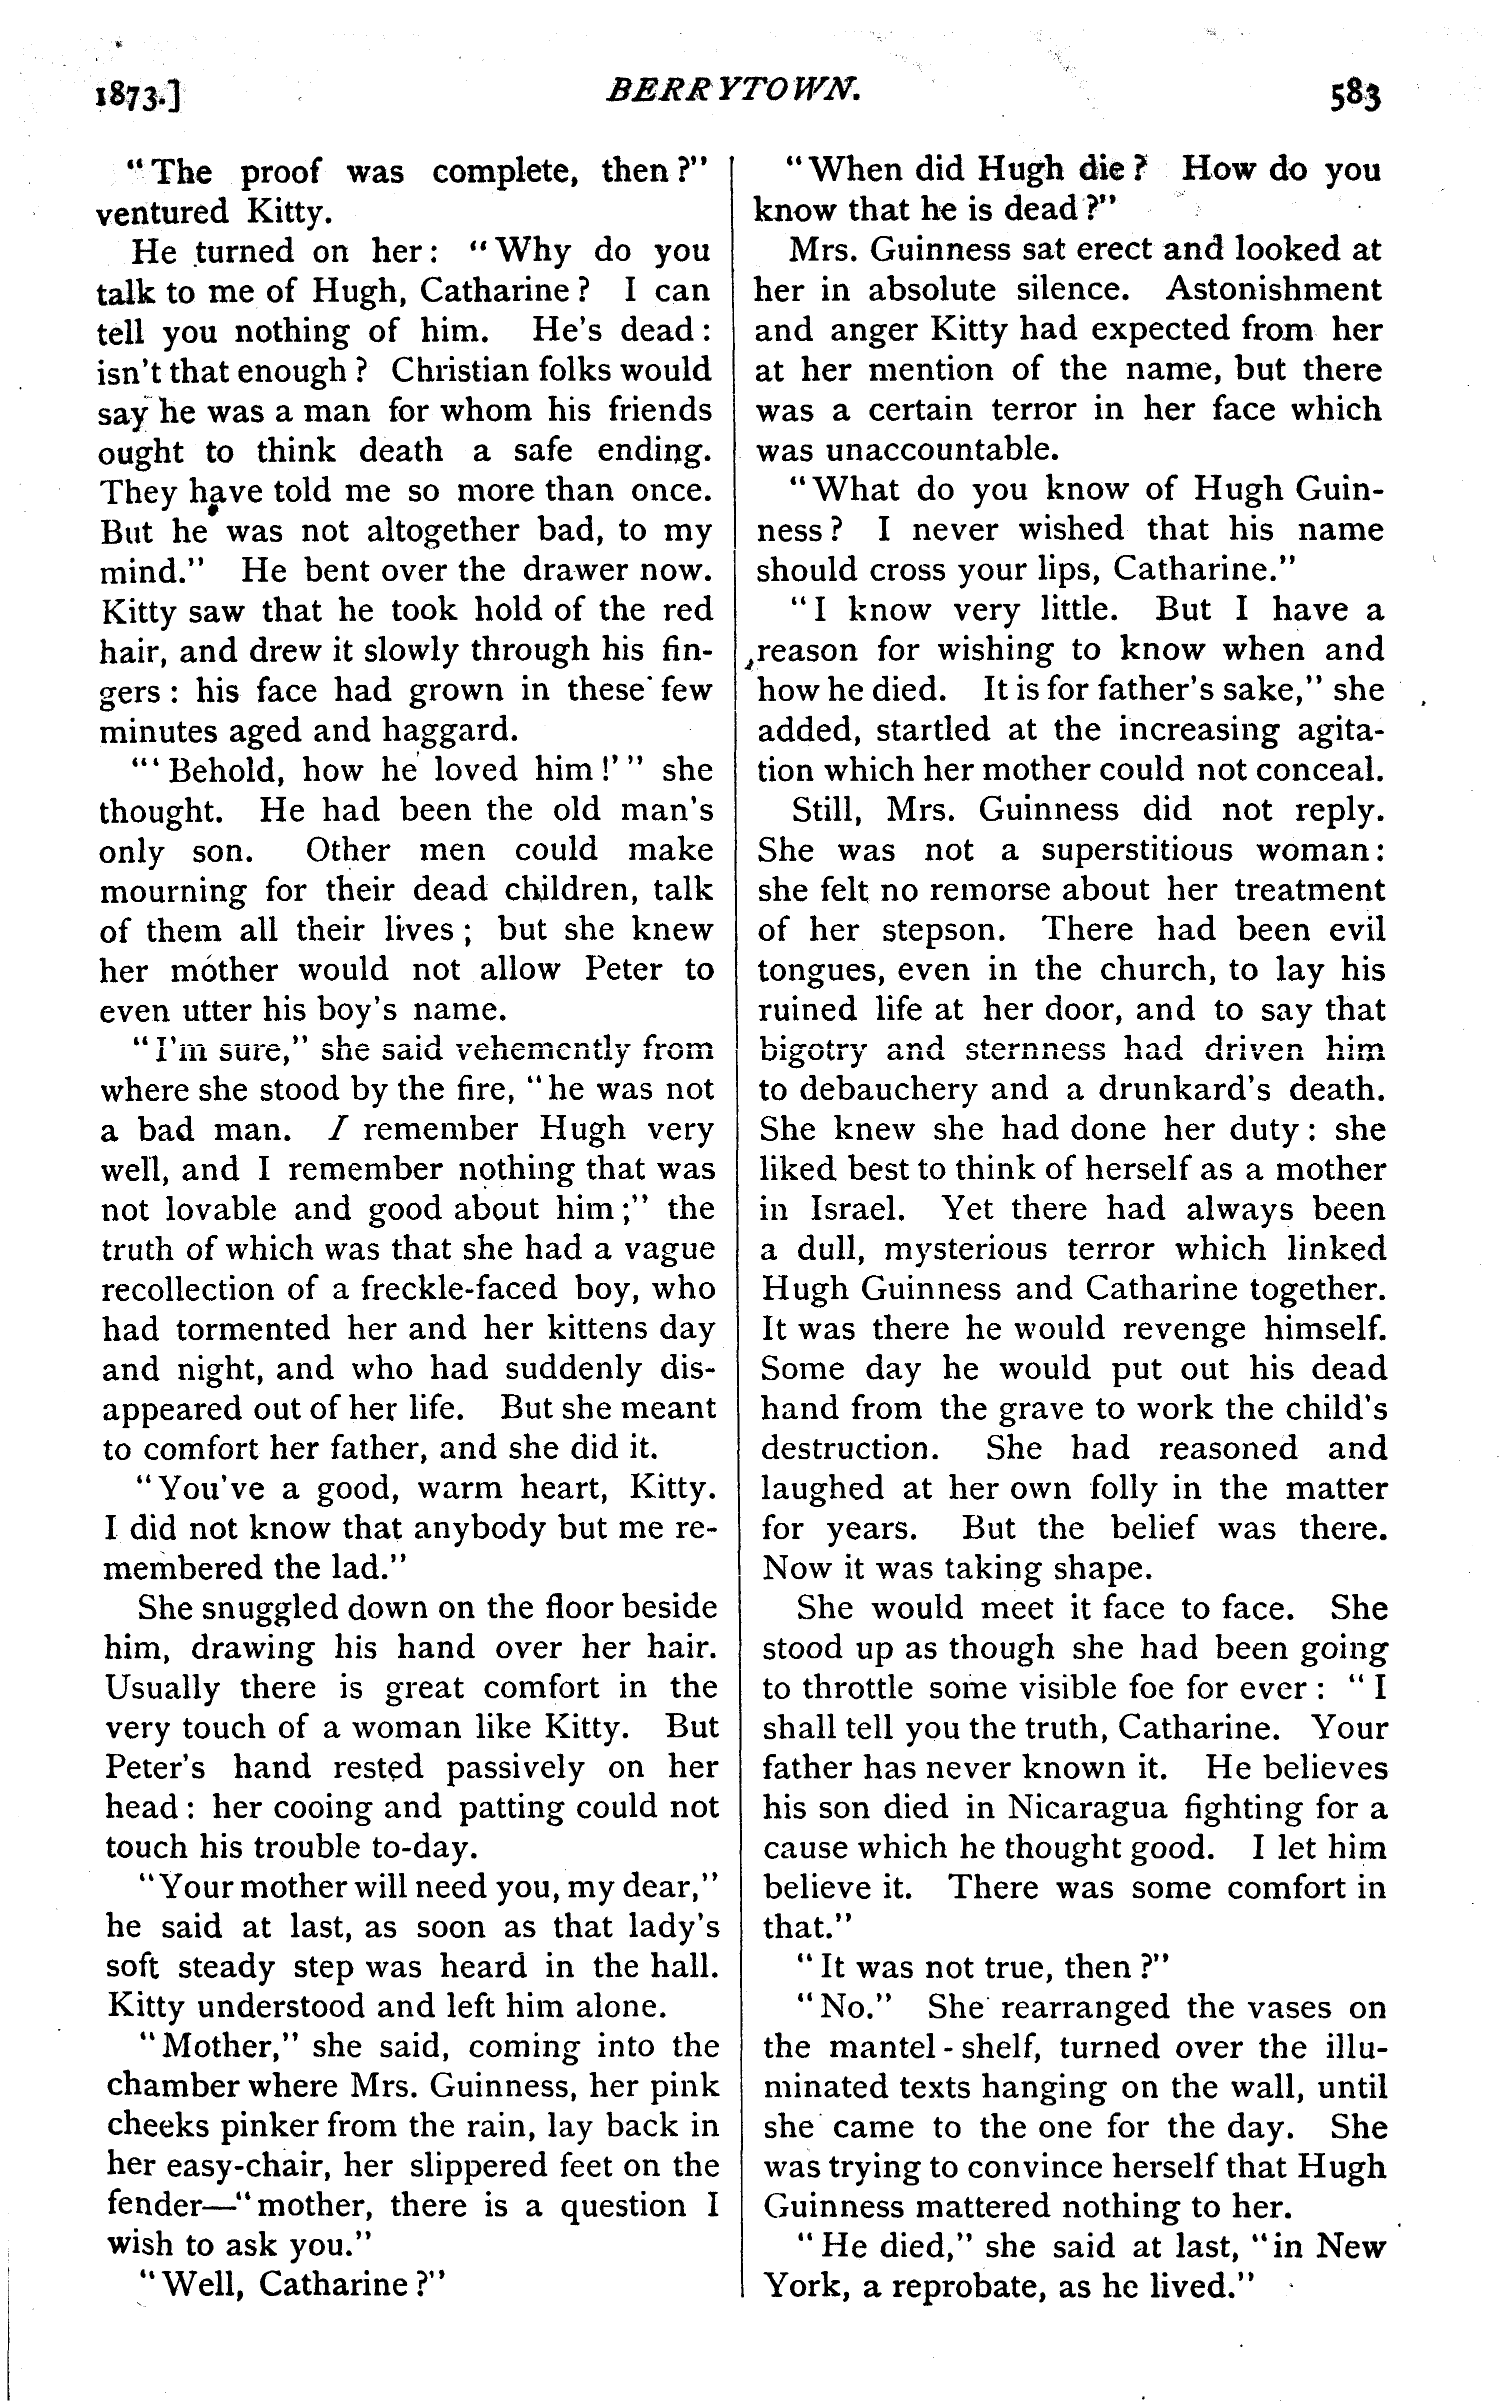 1873.] BERRYTOWN. 583
"The proof was complete, then?"
ventured Kitty.
He turned on her: "Why do you
talk to me of Hugh, Catharine? I can
tell you nothing of him. He's dead:
isn't that enough? Christian folks would
say he was a man for whom his friends
ought to think death a safe ending.
They have told me so more than once.
But he was not altogether bad, to my
mind." He bent over the drawer now.
Kitty saw that he took hold of the red
hair, and drew it slowly through his fin-
gers: his face had grown in these few
minutes aged and haggard.
"'Behold, how he loved him!'" she
thought. He had been the old man's
only son. Other men could make
mourning for their dead children, talk
of them all their lives; but she knew
her mother would not allow Peter to
even utter his boy's name.
"I'm sure," she said vehemently from
where she stood by the fire, "he was not
a bad man. I remember Hugh very
well, and I remember nothing that was
not lovable and good about him;" the
truth of which was that she had a vague
recollection of a freckle-faced boy, who
had tormented her and her kittens day
and night, and who had suddenly dis-
appeared out of her life. But she meant
to comfort her father, and she did it.
"You've a good, warm heart, Kitty.
I did not know that anybody but me re-
membered the lad."
She snuggled down on the floor beside
him, drawing his hand over her hair.
Usually there is great comfort in the
very touch of a woman like Kitty. But
Peter's hand rested passively on her
head: her cooing and patting could not
touch his trouble to-day.
"Your mother will need you, my dear,"
he said at last, as soon as that lady's
soft steady step was heard in the hall.
Kitty understood and left him alone.
"Mother," she said, coming into the
chamber where Mrs. Guinness, her pink
cheeks pinker from the rain, lay back in
her easy-chair, her slippered feet on the
fender—"mother, there is a question I
wish to ask you."
"Well, Catharine?"
"When did Hugh die? How do you
know that he is dead?"
Mrs. Guinness sat erect and looked at
her in absolute silence. Astonishment
and anger Kitty had expected from her
at her mention of the name, but there
was a certain terror in her face which
was unaccountable.
"What do you know of Hugh Guin-
ness? I never wished that his name
should cross your lips, Catharine."
"I know very little. But I have a
reason for wishing to know when and
how he died. It is for father's sake," she
added, startled at the increasing agita-
tion which her mother could not conceal.
Still, Mrs. Guinness did not reply.
She was not a superstitious woman:
she felt no remorse about her treatment
of her stepson. There had been evil
tongues, even in the church, to lay his
ruined life at her door, and to say that
bigotry and sternness had driven him
to debauchery and a drunkard's death.
She knew she had done her duty: she
liked best to think of herself as a mother
in Israel. Yet there had always been
a dull, mysterious terror which linked
Hugh Guinness and Catharine together.
It was there he would revenge himself.
Some day he would put out his dead
hand from the grave to work the child's
destruction. She had reasoned and
laughed at her own folly in the matter
for years. But the belief was there.
Now it was taking shape.
She would meet it face to face. She
stood up as though she had been going
to throttle some visible foe for ever: "I
shall tell you the truth, Catharine. Your
father has never known it. He believes
his son died in Nicaragua fighting for a
cause which he thought good. I let him
believe it. There was some comfort in
that."
"It was not true, then?"
"No." She rearranged the vases on
the mantel-shelf, turned over the illu-
minated texts hanging on the wall, until
she came to the one for the day. She
was trying to convince herself that Hugh
Guinness mattered nothing to her.
"He died," she said at last, "in New
York, a reprobate, as he lived."